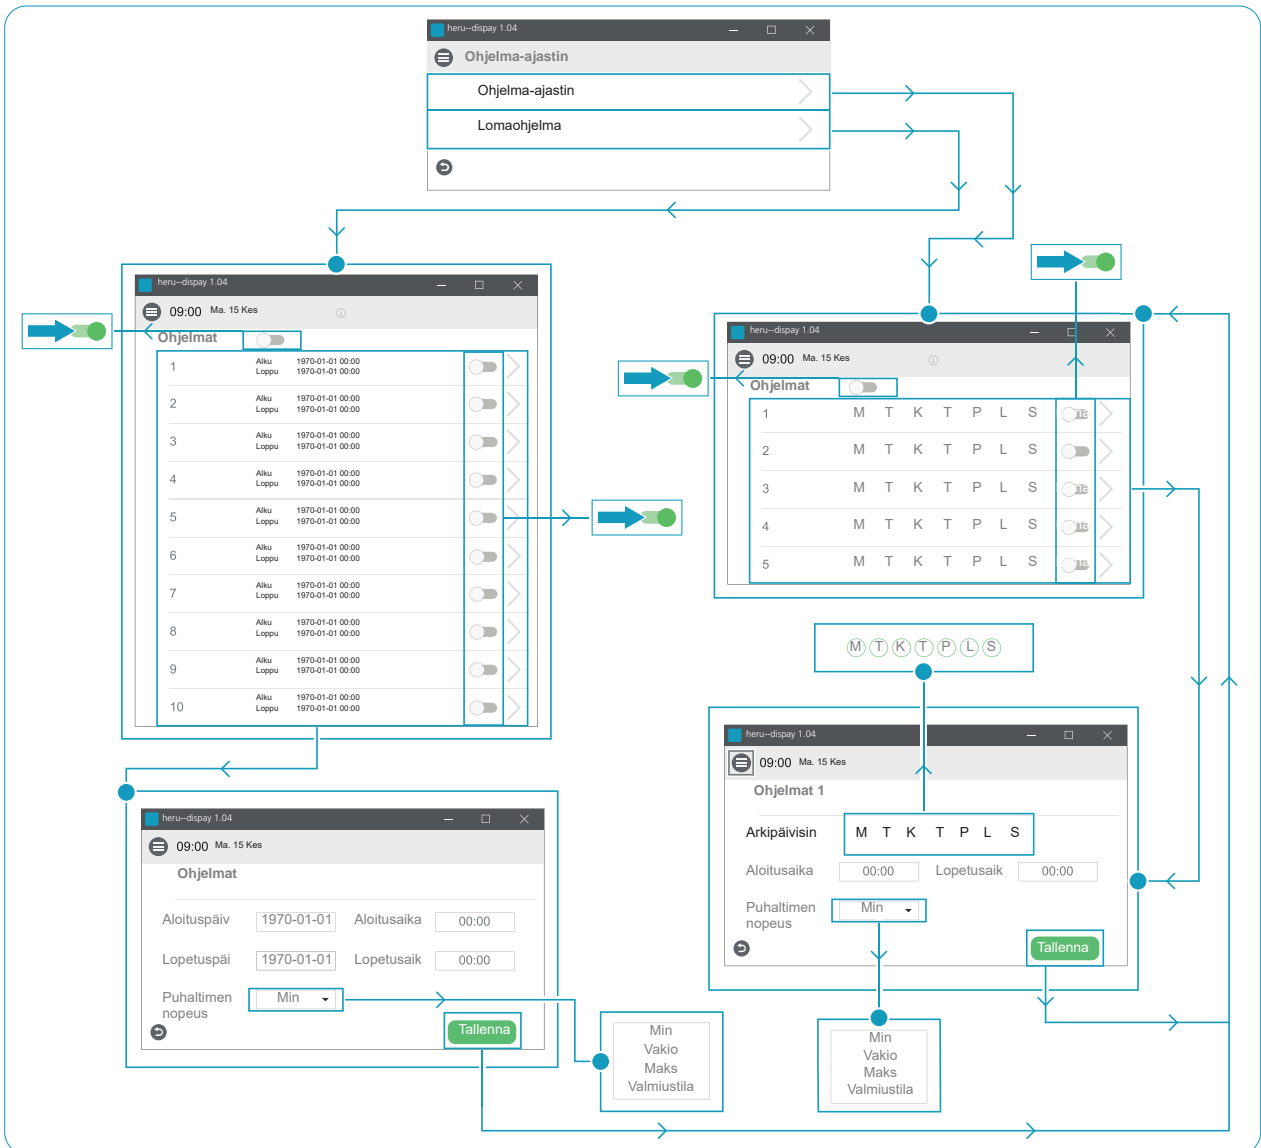 heru--dispay 1.04
Ohjelma-ajastin
Ohjelma-ajastin
Lomaohjelma
heru--dispay 1.04
09:00 Ma. 15 Kes
Ohjelmat
1 Alku 1970-01-01 00:00
Loppu 1970-01-01 00:00
2 Alku 1970-01-01 00:00
Loppu 1970-01-01 00:00
3 Alku 1970-01-01 00:00
Loppu 1970-01-01 00:00
4 Alku 1970-01-01 00:00
Loppu 1970-01-01 00:00
5 Alku 1970-01-01 00:00
Loppu 1970-01-01 00:00
6 Alku 1970-01-01 00:00
Loppu 1970-01-01 00:00
7 Alku 1970-01-01 00:00
Loppu 1970-01-01 00:00
8 Alku 1970-01-01 00:00
Loppu 1970-01-01 00:00
9 Alku 1970-01-01 00:00
Loppu 1970-01-01 00:00
10 Alku 1970-01-01 00:00
Loppu 1970-01-01 00:00
heru--dispay 1.04
09:00 Ma. 15 Kes
Ohjelmat
1 M T K T P L S
2 M T K T P L S
3 M T K T P L S
4 M T K T P L S
5 M T K T P L S
M T K T P L S
heru--dispay 1.04
09:00 Ma. 15 Kes
Ohjelmat 1
Arkipäivisin M T K T P L S
Aloitusaika 00:00 Lopetusaik 00:00
Puhaltimen nopeus Min
Tallenna
Min
Vakio
Maks
Valmiustila
heru--dispay 1.04
09:00 Ma. 15 Kes
Ohjelmat
Aloituspäiv 1970-01-01 Aloitusaika 00:00
Lopetuspäi 1970-01-01 Lopetusaik 00:00
Puhaltimen nopeus Min
Tallenna
Min
Vakio
Maks
Valmiustila